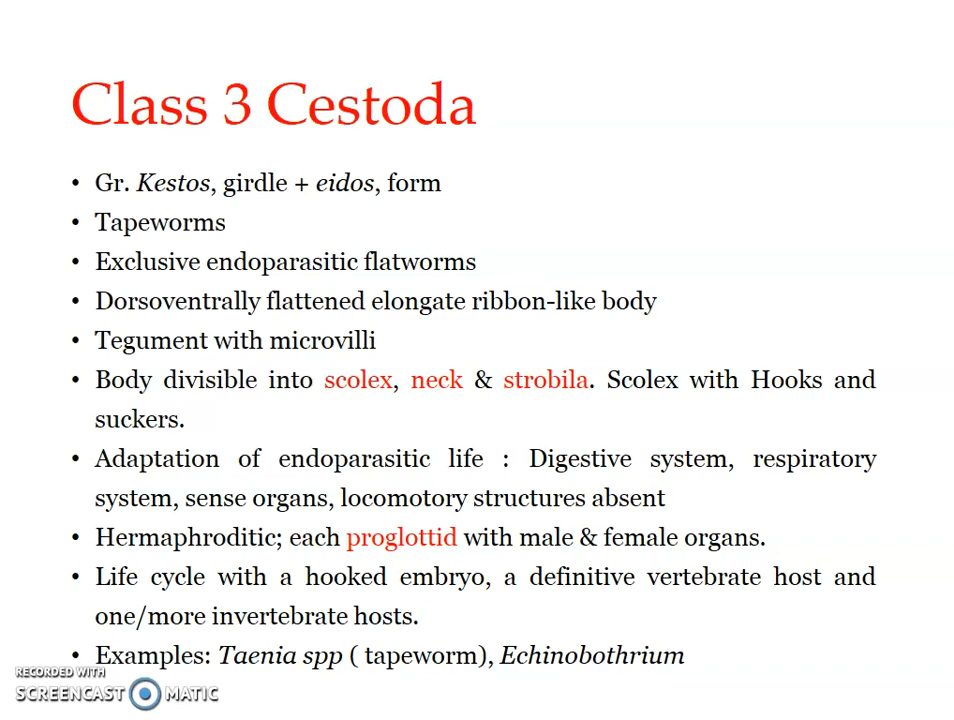 Class 3 Cestoda
• Gr. Kestos, girdle + eidos, form
• Tapeworms
• Exclusive endoparasitic flatworms
• Dorsoventrally flattened elongate ribbon-like body
• Tegument with microvilli
• Body divisible into scolex, neck & strobila. Scolex with Hooks and
suckers.
• Adaptation of endoparasitic life : Digestive system, respiratory
system, sense organs, locomotory structures absent
• Hermaphroditic; each proglottid with male & female organs.
• Life cycle with a hooked embryo, a definitive vertebrate host and
one/more invertebrate hosts.
• Examples: Taenia spp ( tapeworm), Echinobothrium
RECORDED WITH
SCREENCAST MATIC